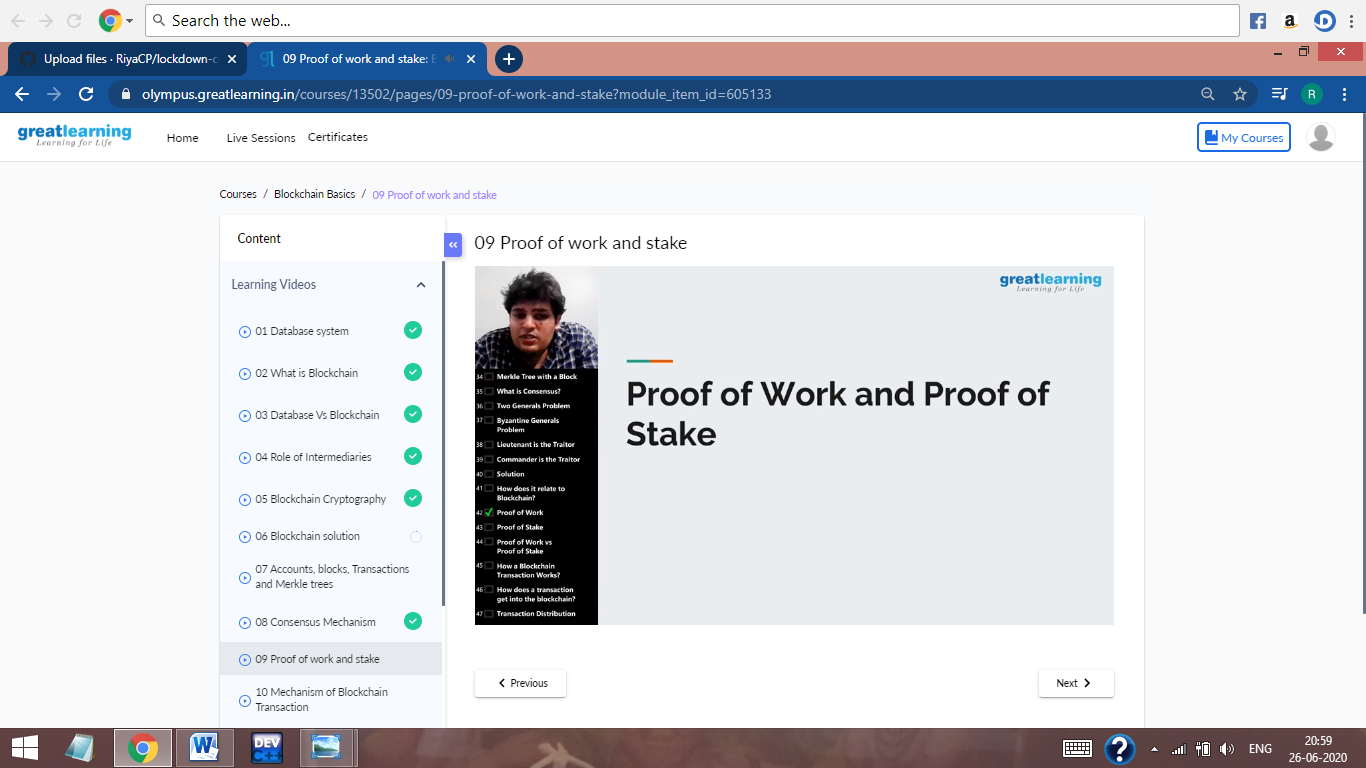 Search the web...
Upload files · RiyaCP/lockdown-c
09 Proof of work and stake:
olympus.greatlearning.in/courses/13502/pages/09-proof-of-work-and-stake?module_item_id=605133
R
greatlearning
Learning for Life
Home
Live Sessions
Certificates
My Courses
Courses / Blockchain Basics / 09 Proof of work and stake
Content
Learning Videos
01 Database system
02 What is Blockchain
03 Database Vs Blockchain
04 Role of Intermediaries
05 Blockchain Cryptography
06 Blockchain solution
07 Accounts, blocks, Transactions
and Merkle trees
08 Consensus Mechanism
09 Proof of work and stake
10 Mechanism of Blockchain
Transaction
«
09 Proof of work and stake
34 Merkle Tree with a Block
35 What is Consensus?
36 Two Generals Problem
37 Byzantine Generals
Problem
38 Lieutenant is the Traitor
39 Commander is the Traitor
40 Solution
41 How does it relate to
Blockchain?
42 Proof of Work
43 Proof of Stake
44 Proof of Work vs
Proof of Stake
45 How a Blockchain
Transaction Works?
46 How does a transaction
get into the blockchain?
47 Transaction Distribution
greatlearning
Learning for Life
Proof of Work and Proof of
Stake
Previous
Next
DEV
C++
ENG
20:59
26-06-2020